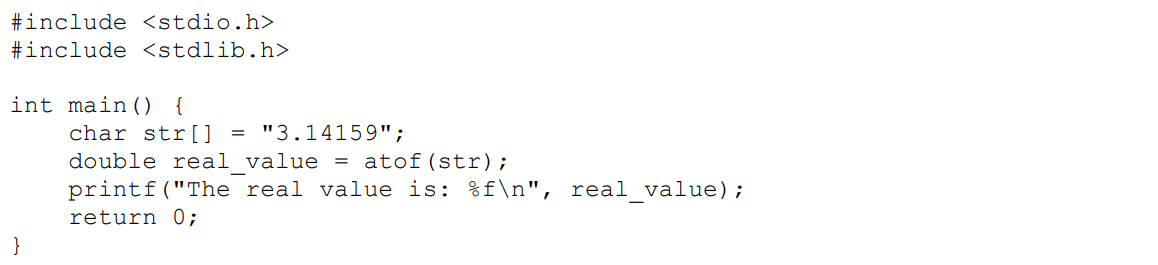 #include <stdio.h>
#include <stdlib.h>

int main() {
    char str[] = "3.14159";
    double real_value = atof(str);
    printf("The real value is: %f\n", real_value);
    return 0;
}